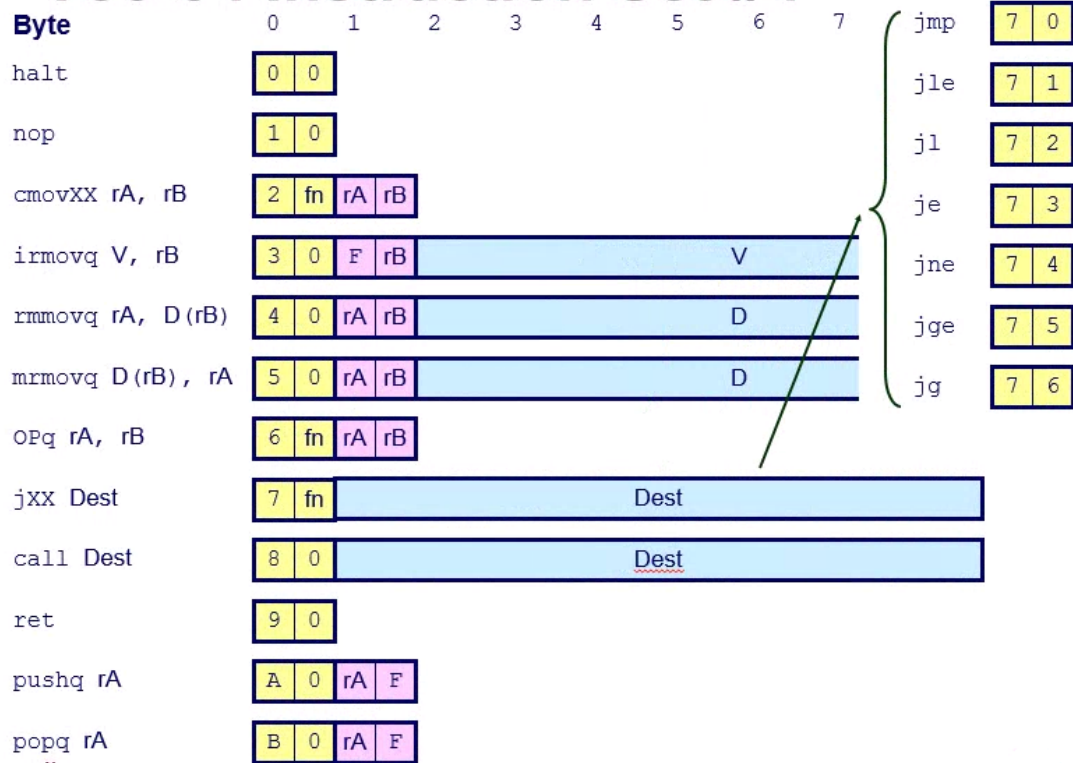 Byte 0 1 2 3 4 5 6 7
jmp 7 0
halt 0 0
jle 7 1
nop 1 0
jl 7 2
cmovXX rA, rB 2 fn rA rB
je 7 3
irmovq V, rB 3 0 F rB V
jne 7 4
rmmovq rA, D(rB) 4 0 rA rB D
jge 7 5
mrmovq D(rB), rA 5 0 rA rB D
jg 7 6
OPq rA, rB 6 fn rA rB
jXX Dest 7 fn Dest
call Dest 8 0 Dest
ret 9 0
pushq rA A 0 rA F
popq rA B 0 rA F